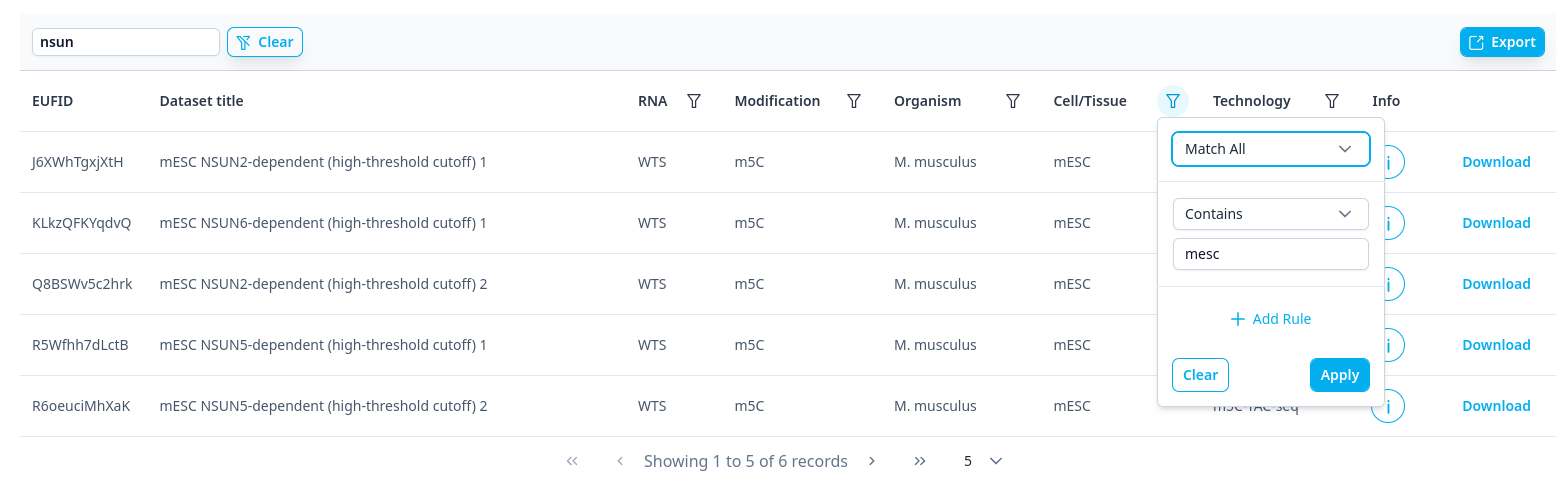 nsun Clear Export
EUFID Dataset title RNA Modification Organism Cell/Tissue Technology Info
Match All
J6XWhTgxjXtH mESC NSUN2-dependent (high-threshold cutoff) 1 WTS m5C M. musculus mESC Download
KLkzQFKYqdvQ mESC NSUN6-dependent (high-threshold cutoff) 1 WTS m5C M. musculus mESC Contains Download
mesc
Q8BSWv5c2hrk mESC NSUN2-dependent (high-threshold cutoff) 2 WTS m5C M. musculus mESC Download
Add Rule
R5Wfhh7dLctB mESC NSUN5-dependent (high-threshold cutoff) 1 WTS m5C M. musculus mESC Download
Clear Apply
R6oeuciMhXaK mESC NSUN5-dependent (high-threshold cutoff) 2 WTS m5C M. musculus mESC m5C-TAC-seq Download
Showing 1 to 5 of 6 records 5